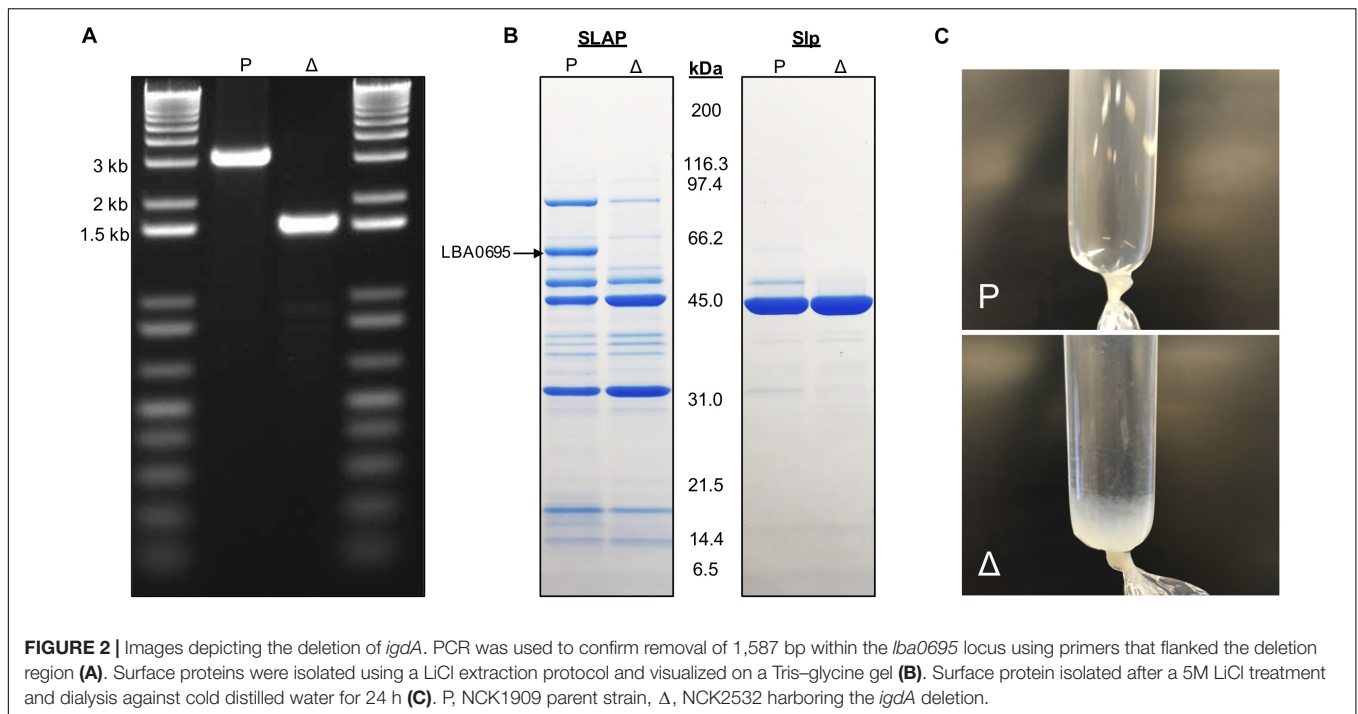 A
P Δ
3 kb
2 kb
1.5 kb
B
SLAP Slp
P Δ kDa P Δ
200
116.3
97.4
66.2
LBA0695
45.0
31.0
21.5
14.4
6.5
C
P
Δ
FIGURE 2 | Images depicting the deletion of igdA. PCR was used to confirm removal of 1,587 bp within the lba0695 locus using primers that flanked the deletion
region (A). Surface proteins were isolated using a LiCl extraction protocol and visualized on a Tris–glycine gel (B). Surface protein isolated after a 5M LiCl treatment
and dialysis against cold distilled water for 24 h (C). P, NCK1909 parent strain, Δ, NCK2532 harboring the igdA deletion.